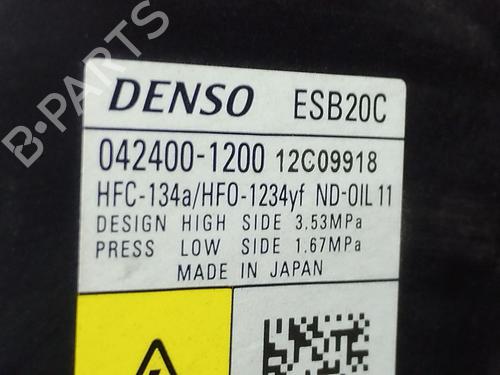 B·PARTS
DENSO ESB20C
042400-1200 12C09918
HFC-134a/HFO-1234yf ND-OIL 11
DESIGN HIGH SIDE 3.53MPa
PRESS LOW SIDE 1.67MPa
MADE IN JAPAN